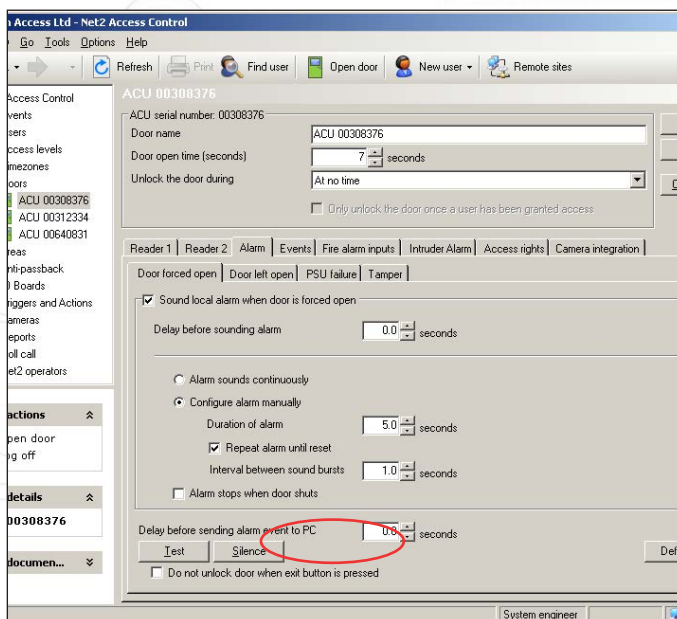 n Access Ltd - Net2 Access Control
Go Tools Options Help
Refresh Print Find user Open door New user Remote sites
Access Control
vents
sers
ccess levels
imezones
oors
ACU 00308376
ACU 00312334
ACU 00640831
reas
nti-passback
O Boards
riggers and Actions
ameras
eports
oll call
et2 operators
actions
pen door
og off
details
00308376
documen...
ACU 00308376
ACU serial number: 00308376
Door name ACU 00308376
Door open time (seconds) 7 seconds
Unlock the door during At no time
Only unlock the door once a user has been granted access
Reader 1 Reader 2 Alarm Events Fire alarm inputs Intruder Alarm Access rights Camera integration
Door forced open Door left open PSU failure Tamper
Sound local alarm when door is forced open
Delay before sounding alarm 0.0 seconds
Alarm sounds continuously
Configure alarm manually
Duration of alarm 5.0 seconds
Repeat alarm until reset
Interval between sound bursts 1.0 seconds
Alarm stops when door shuts
Delay before sending alarm event to PC 0.0 seconds
Test Silence Def
Do not unlock door when exit button is pressed
System engineer